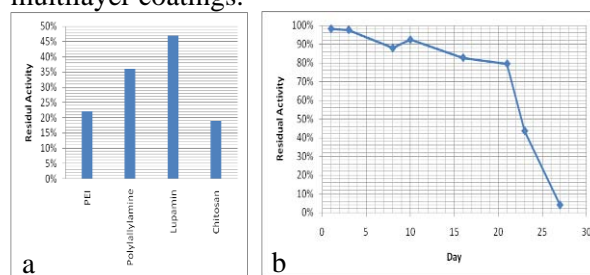 multilayer coatings.
50%
45%
40%
35%
30%
25%
20%
15%
10%
5%
0%
Residul Activity
PEI
Polylallylamine
Lupamin
Chitosan
a
100%
90%
80%
70%
60%
50%
40%
30%
20%
10%
0%
Residual Activity
0 5 10 15 20 25 30
Day
b